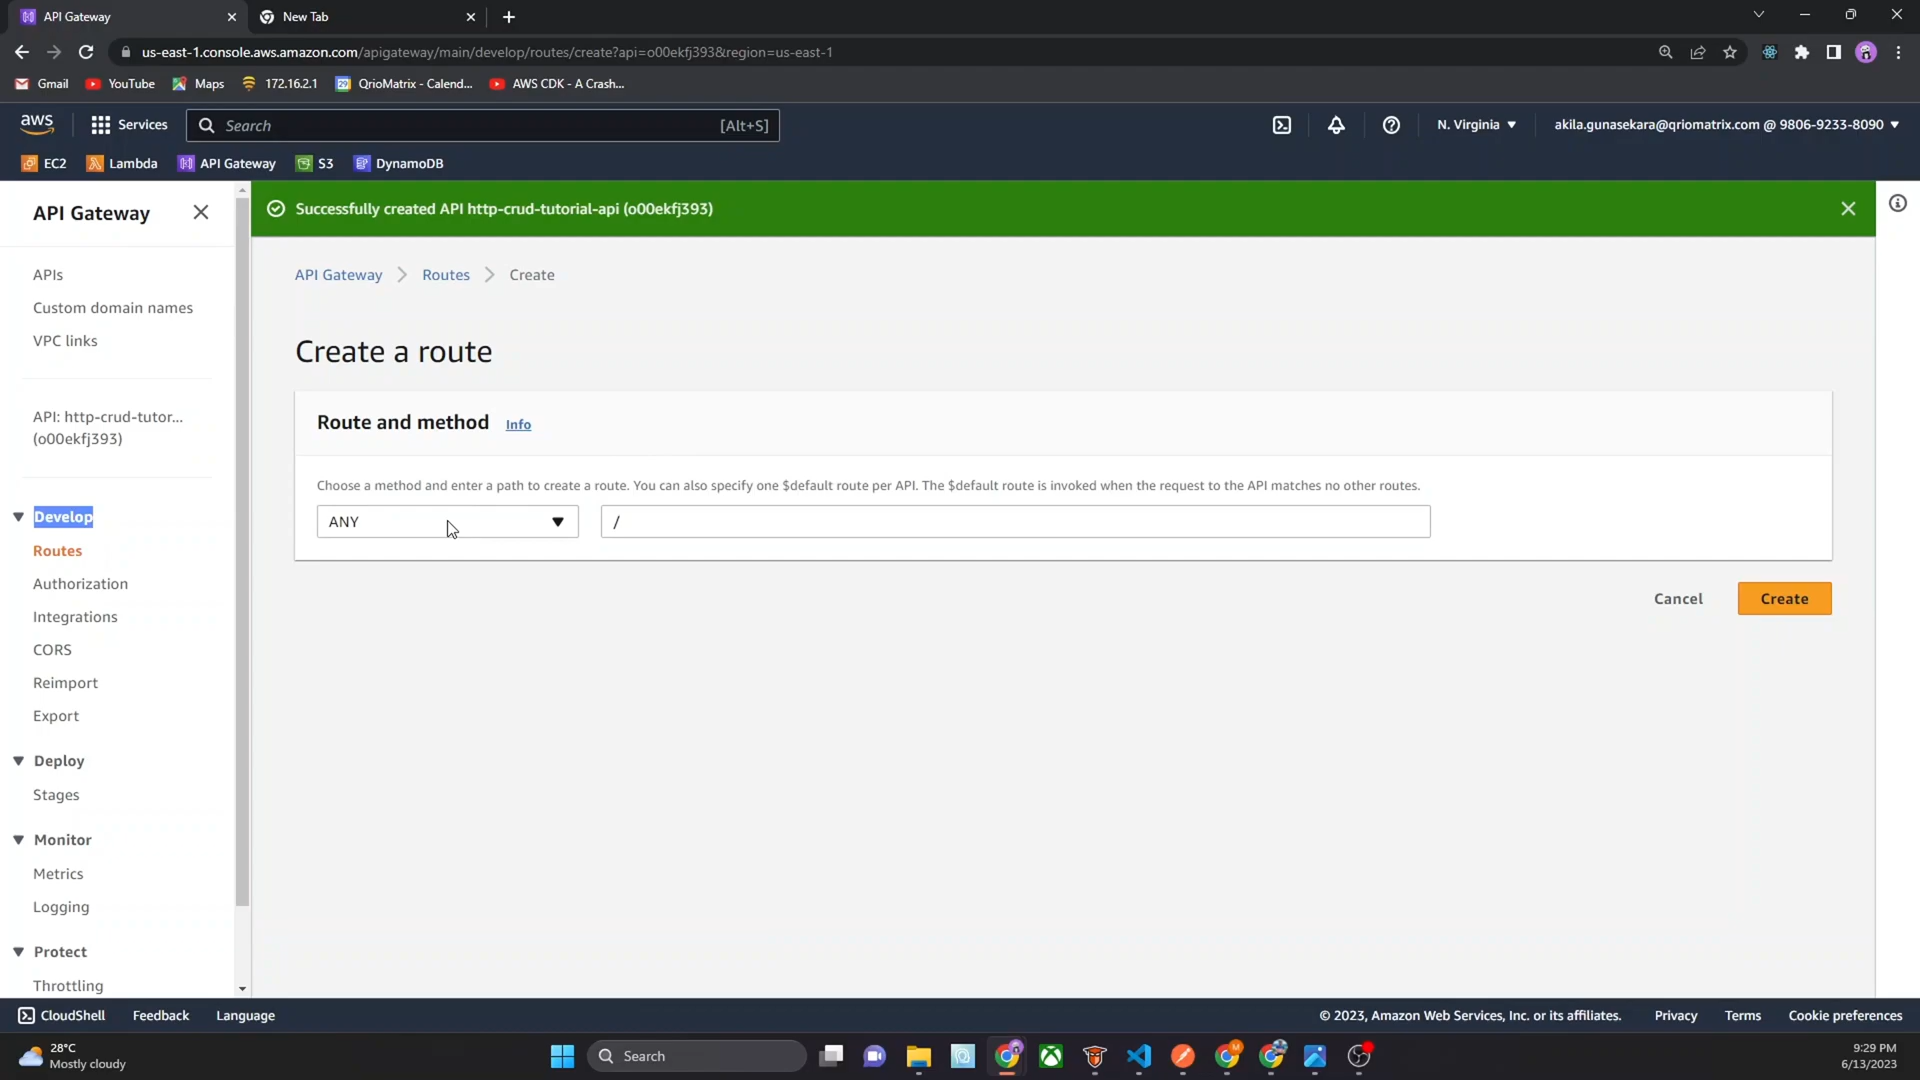 API Gateway
New Tab
us-east-1.console.aws.amazon.com/apigateway/main/develop/routes/create?api=o00ekfj393&region=us-east-1
Gmail
YouTube
Maps
172.16.2.1
QrioMatrix - Calend...
AWS CDK - A Crash...
aws
Services
Search
[Alt+S]
N. Virginia
akila.gunasekara@qriomatrix.com @ 9806-9233-8090
EC2
Lambda
API Gateway
S3
DynamoDB
API Gateway
APIs
Custom domain names
VPC links
API: http-crud-tutor...
(o00ekfj393)
Develop
Routes
Authorization
Integrations
CORS
Reimport
Export
Deploy
Stages
Monitor
Metrics
Logging
Protect
Throttling
Successfully created API http-crud-tutorial-api (o00ekfj393)
API Gateway
Routes
Create
Create a route
Route and method
Info
Choose a method and enter a path to create a route. You can also specify one $default route per API. The $default route is invoked when the request to the API matches no other routes.
ANY
/
Cancel
Create
CloudShell
Feedback
Language
© 2023, Amazon Web Services, Inc. or its affiliates.
Privacy
Terms
Cookie preferences
28°C
Mostly cloudy
Search
9:29 PM
6/13/2023